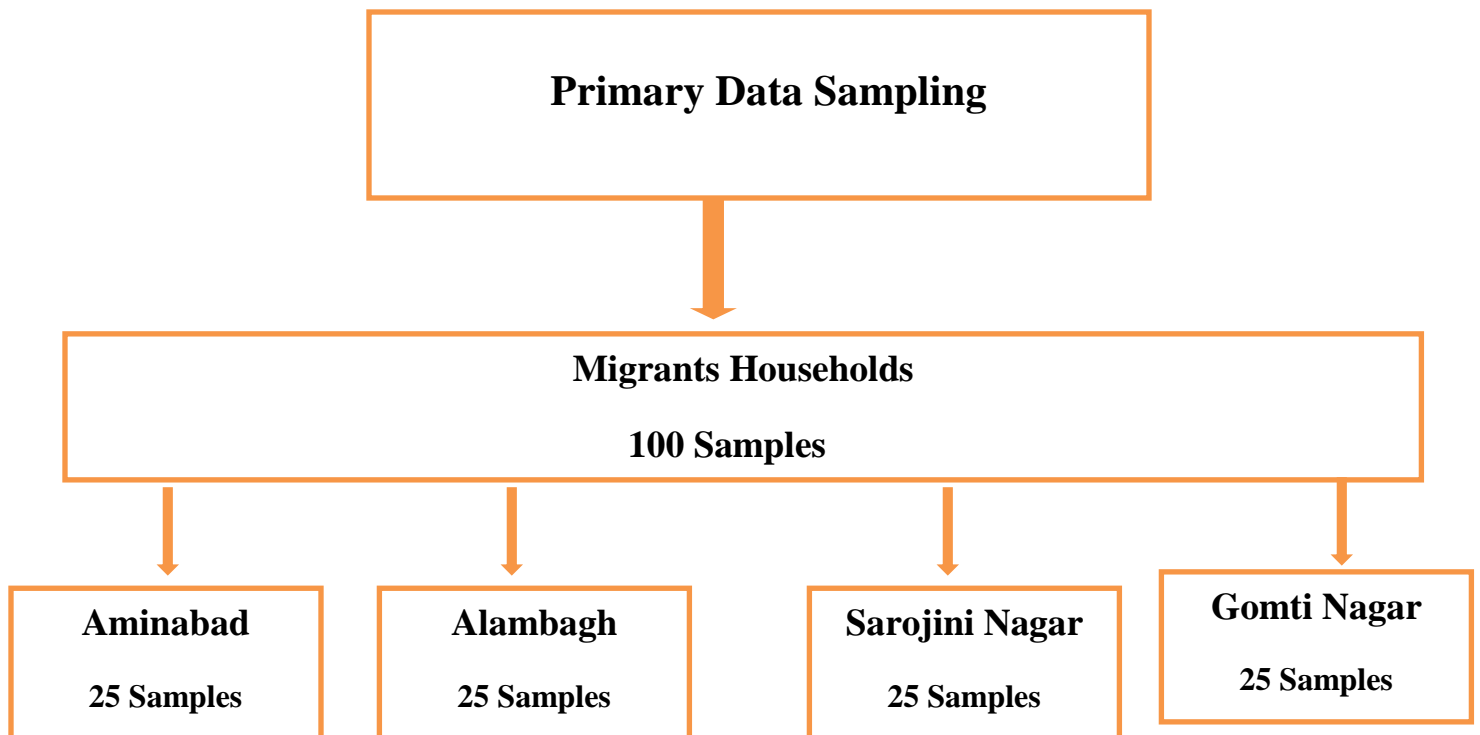 Primary Data Sampling
Migrants Households
100 Samples
Aminabad
25 Samples
Alambagh
25 Samples
Sarojini Nagar
25 Samples
Gomti Nagar
25 Samples